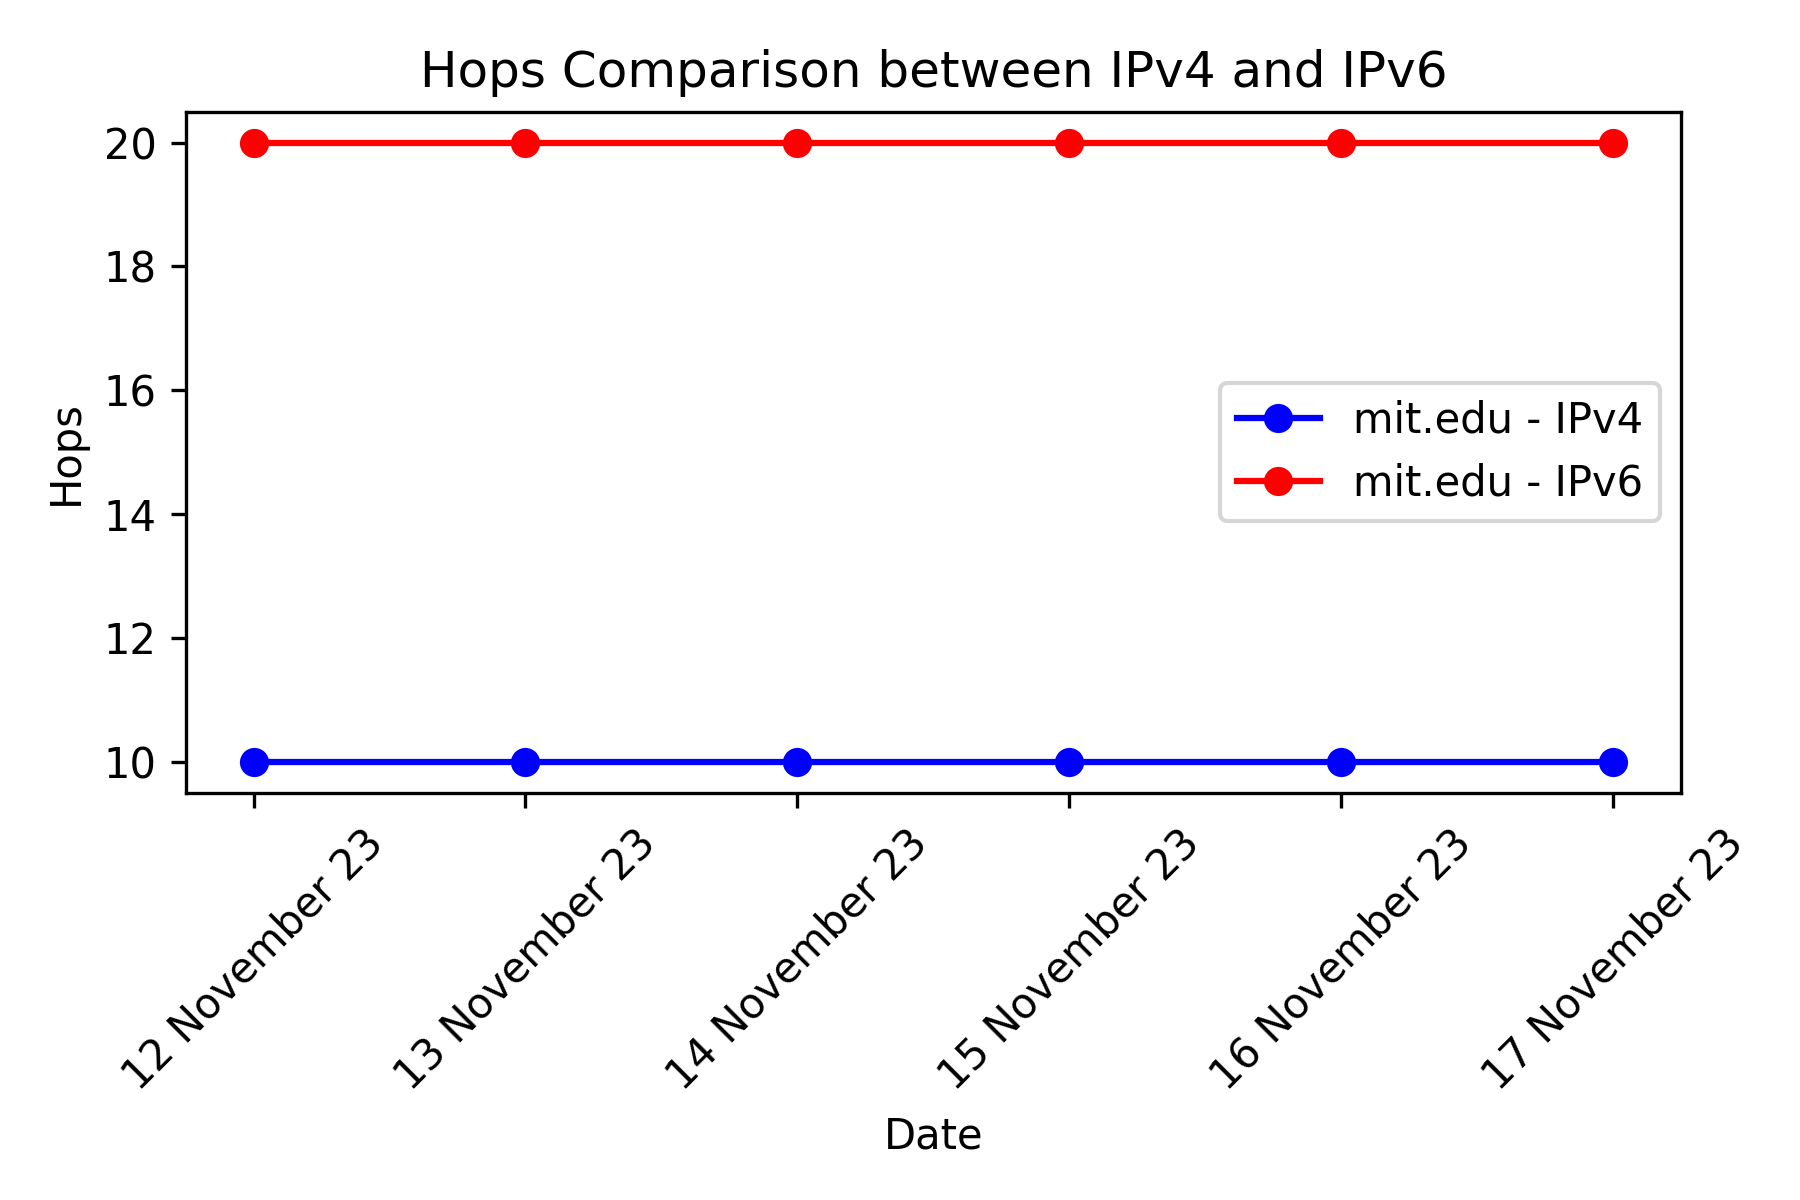 Hops Comparison between IPv4 and IPv6
Hops
20
18
16
14
12
10
mit.edu - IPv4
mit.edu - IPv6
12 November 23
13 November 23
14 November 23
15 November 23
16 November 23
17 November 23
Date